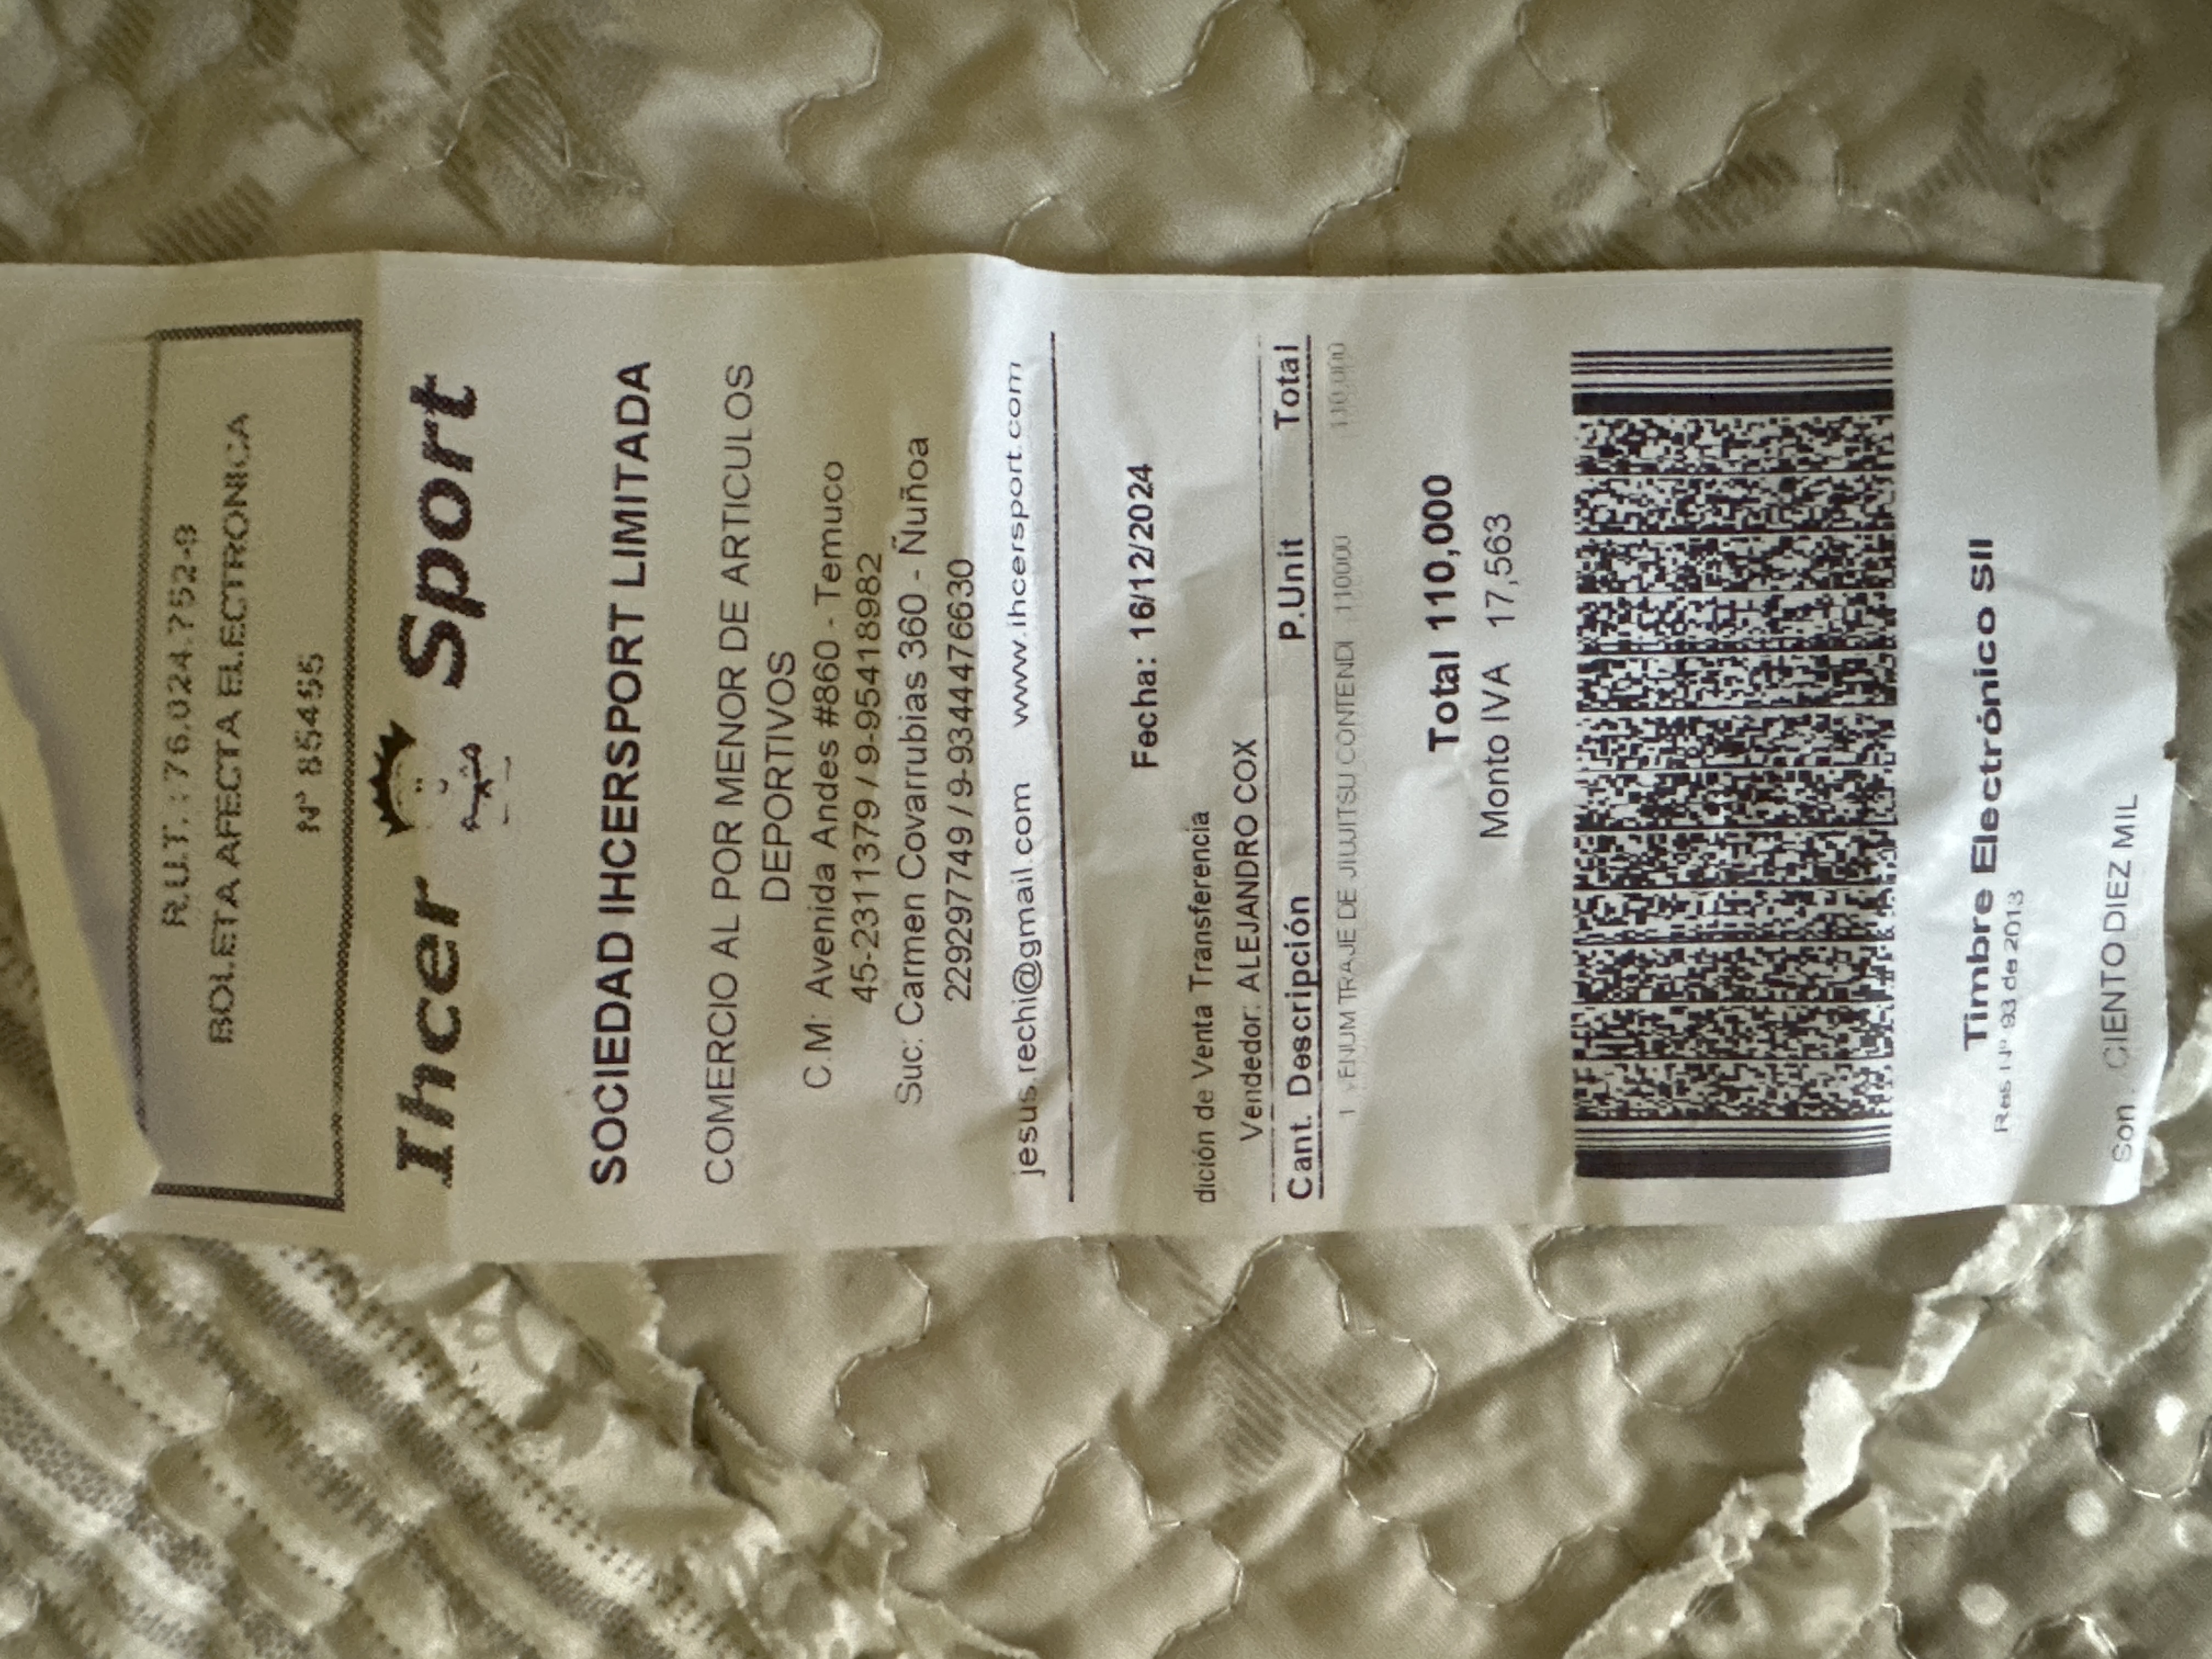 R.U.T. : 76.024.752-9
BOLETA AFECTA ELECTRONICA
N° 85455
Ihcer Sport
SOCIEDAD IHCERSPORT LIMITADA
COMERCIO AL POR MENOR DE ARTICULOS
DEPORTIVOS
C.M: Avenida Andes #860 - Temuco
45-2311379 / 9-95418982
Suc: Carmen Covarrubias 360 - Ñuñoa
229297749 / 9-934476630
jesus.rechi@gmail.com www.ihcersport.com
Fecha: 16/12/2024
dición de Venta Transferencia
Vendedor: ALEJANDRO COX
Cant. Descripción P.Unit Total
1 VENUM TRAJE DE JIUJITSU CONTENDI 110000 110,000
Total 110,000
Monto IVA 17,563
Timbre Electrónico SII
Res N° 93 de 2013
Son: CIENTO DIEZ MIL